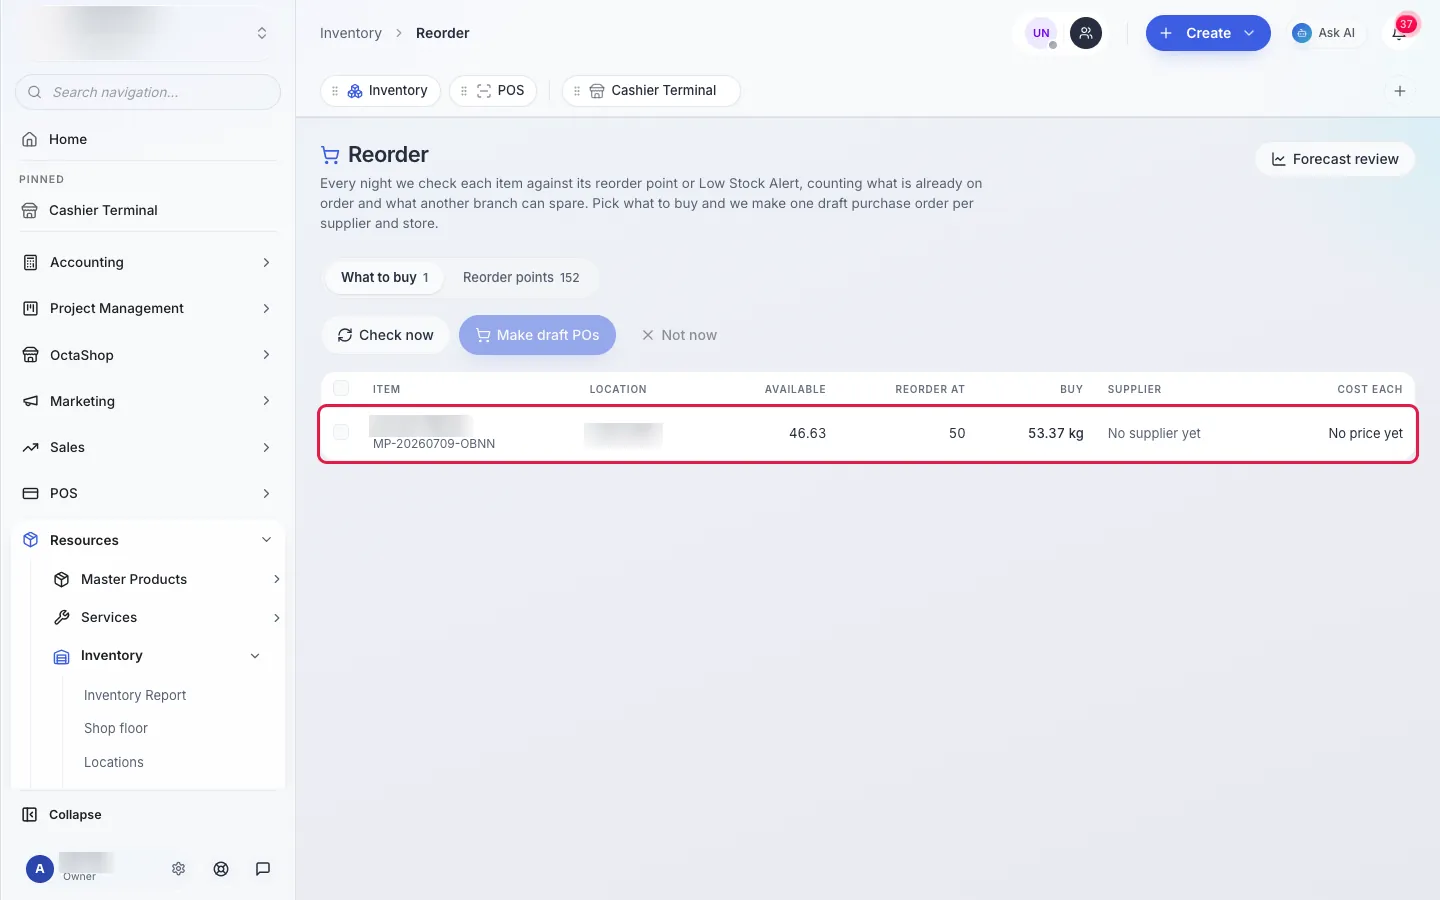 Inventory > Reorder
UN
Create
Ask AI
37
Search navigation...
Inventory
POS
Cashier Terminal
Home
PINNED
Cashier Terminal
Accounting
Project Management
OctaShop
Marketing
Sales
POS
Resources
Master Products
Services
Inventory
Inventory Report
Shop floor
Locations
Collapse
A
Owner
Reorder
Forecast review
Every night we check each item against its reorder point or Low Stock Alert, counting what is already on
order and what another branch can spare. Pick what to buy and we make one draft purchase order per
supplier and store.
What to buy 1
Reorder points 152
Check now
Make draft POs
Not now
ITEM LOCATION AVAILABLE REORDER AT BUY SUPPLIER COST EACH
46.63 50 53.37 kg No supplier yet No price yet
MP-20260709-OBNN